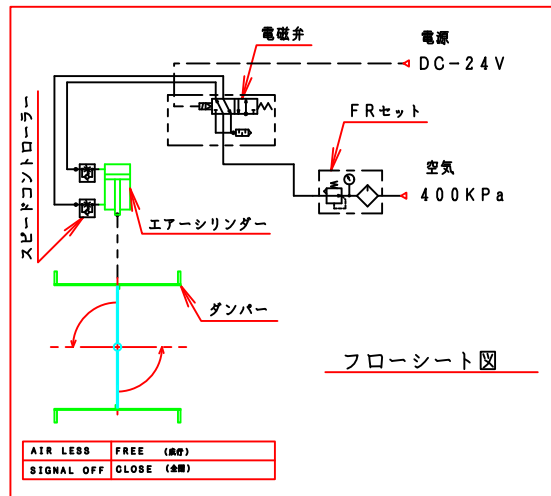 電磁弁
電源
DC-24V
FRセット
空気
400KPa
スピードコントローラー
エアーシリンダー
ダンパー
フローシート図
AIR LESS FREE
SIGNAL OFF CLOSE (全閉)